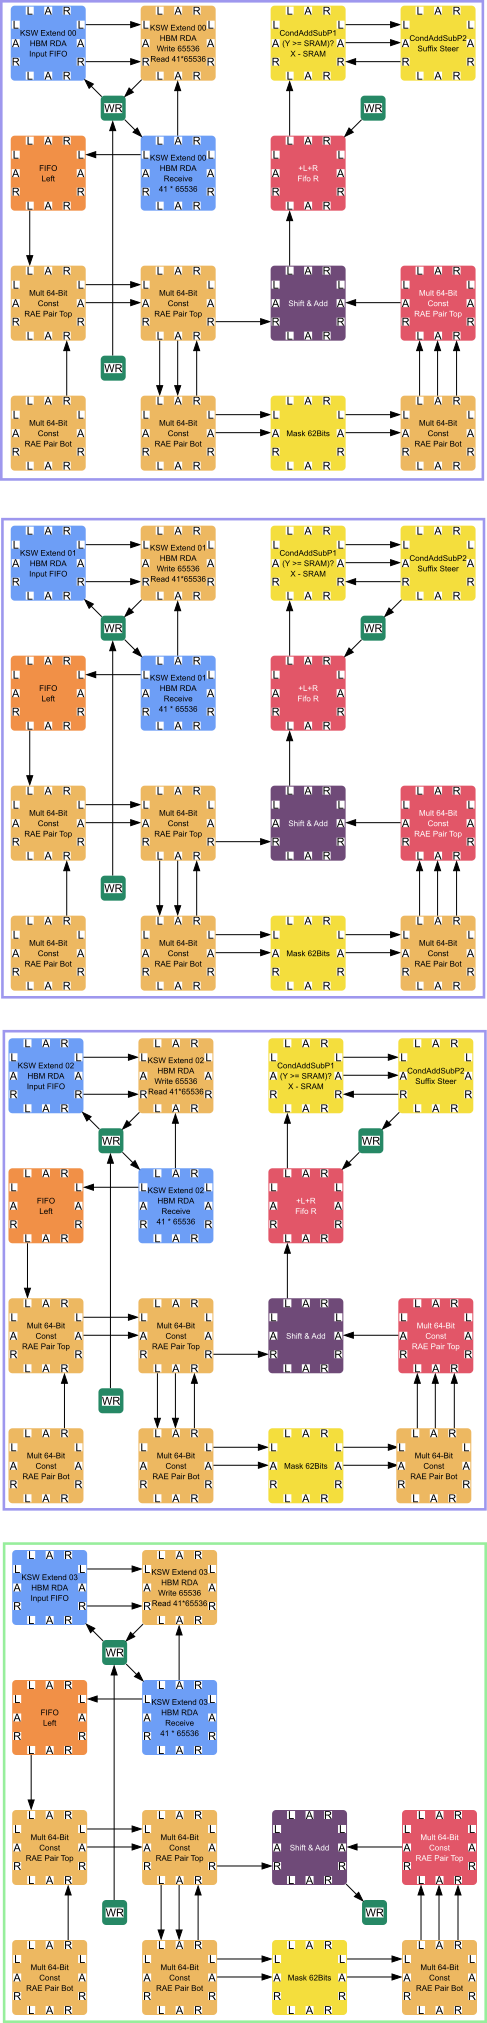 L A R L A R L A R L A R
L KSW Extend 00 L L KSW Extend 00 L L CondAddSubP1 L L CondAddSubP2 L
A HBM RDA A A HBM RDA A A (Y >= SRAM)? A A Suffix Steer A
R Input FIFO R R Write 65536 R R X - SRAM R R R
Read 41*65536
L A R L A R L A R L A R
WR WR
L A R L A R L A R
L FIFO L L KSW Extend 00 L L +L+R L
A Left A A HBM RDA A A Fifo R A
R R R Receive R R R
41 * 65536
L A R L A R L A R
L A R L A R L A R L A R
L Mult 64-Bit L L Mult 64-Bit L L L L Mult 64-Bit L
A Const A A Const A A Shift & Add A A Const A
R RAE Pair Top R R RAE Pair Top R R R R RAE Pair Top R
L A R L A R L A R L A R
WR
L A R L A R L A R L A R
L Mult 64-Bit L L Mult 64-Bit L L L L Mult 64-Bit L
A Const A A Const A A Mask 62Bits A A Const A
R RAE Pair Bot R R RAE Pair Bot R R R R RAE Pair Bot R
L A R L A R L A R L A R
L A R L A R L A R L A R
L KSW Extend 01 L L KSW Extend 01 L L CondAddSubP1 L L CondAddSubP2 L
A HBM RDA A A HBM RDA A A (Y >= SRAM)? A A Suffix Steer A
R Input FIFO R R Write 65536 R R X - SRAM R R R
Read 41*65536
L A R L A R L A R L A R
WR WR
L A R L A R L A R
L FIFO L L KSW Extend 01 L L +L+R L
A Left A A HBM RDA A A Fifo R A
R R R Receive R R R
41 * 65536
L A R L A R L A R
L A R L A R L A R L A R
L Mult 64-Bit L L Mult 64-Bit L L L L Mult 64-Bit L
A Const A A Const A A Shift & Add A A Const A
R RAE Pair Top R R RAE Pair Top R R R R RAE Pair Top R
L A R L A R L A R L A R
WR
L A R L A R L A R L A R
L Mult 64-Bit L L Mult 64-Bit L L L L Mult 64-Bit L
A Const A A Const A A Mask 62Bits A A Const A
R RAE Pair Bot R R RAE Pair Bot R R R R RAE Pair Bot R
L A R L A R L A R L A R
L A R L A R L A R L A R
L KSW Extend 02 L L KSW Extend 02 L L CondAddSubP1 L L CondAddSubP2 L
A HBM RDA A A HBM RDA A A (Y >= SRAM)? A A Suffix Steer A
R Input FIFO R R Write 65536 R R X - SRAM R R R
Read 41*65536
L A R L A R L A R L A R
WR WR
L A R L A R L A R
L FIFO L L KSW Extend 02 L L +L+R L
A Left A A HBM RDA A A Fifo R A
R R R Receive R R R
41 * 65536
L A R L A R L A R
L A R L A R L A R L A R
L Mult 64-Bit L L Mult 64-Bit L L L L Mult 64-Bit L
A Const A A Const A A Shift & Add A A Const A
R RAE Pair Top R R RAE Pair Top R R R R RAE Pair Top R
L A R L A R L A R L A R
WR
L A R L A R L A R L A R
L Mult 64-Bit L L Mult 64-Bit L L L L Mult 64-Bit L
A Const A A Const A A Mask 62Bits A A Const A
R RAE Pair Bot R R RAE Pair Bot R R R R RAE Pair Bot R
L A R L A R L A R L A R
L A R L A R
L KSW Extend 03 L L KSW Extend 03 L
A HBM RDA A A HBM RDA A
R Input FIFO R R Write 65536 R
Read 41*65536
L A R L A R
WR
L A R L A R
L FIFO L L KSW Extend 03 L
A Left A A HBM RDA A
R R R Receive R
41 * 65536
L A R L A R
L A R L A R L A R L A R
L Mult 64-Bit L L Mult 64-Bit L L L L Mult 64-Bit L
A Const A A Const A A Shift & Add A A Const A
R RAE Pair Top R R RAE Pair Top R R R R RAE Pair Top R
L A R L A R L A R L A R
WR WR
L A R L A R L A R L A R
L Mult 64-Bit L L Mult 64-Bit L L L L Mult 64-Bit L
A Const A A Const A A Mask 62Bits A A Const A
R RAE Pair Bot R R RAE Pair Bot R R R R RAE Pair Bot R
L A R L A R L A R L A R